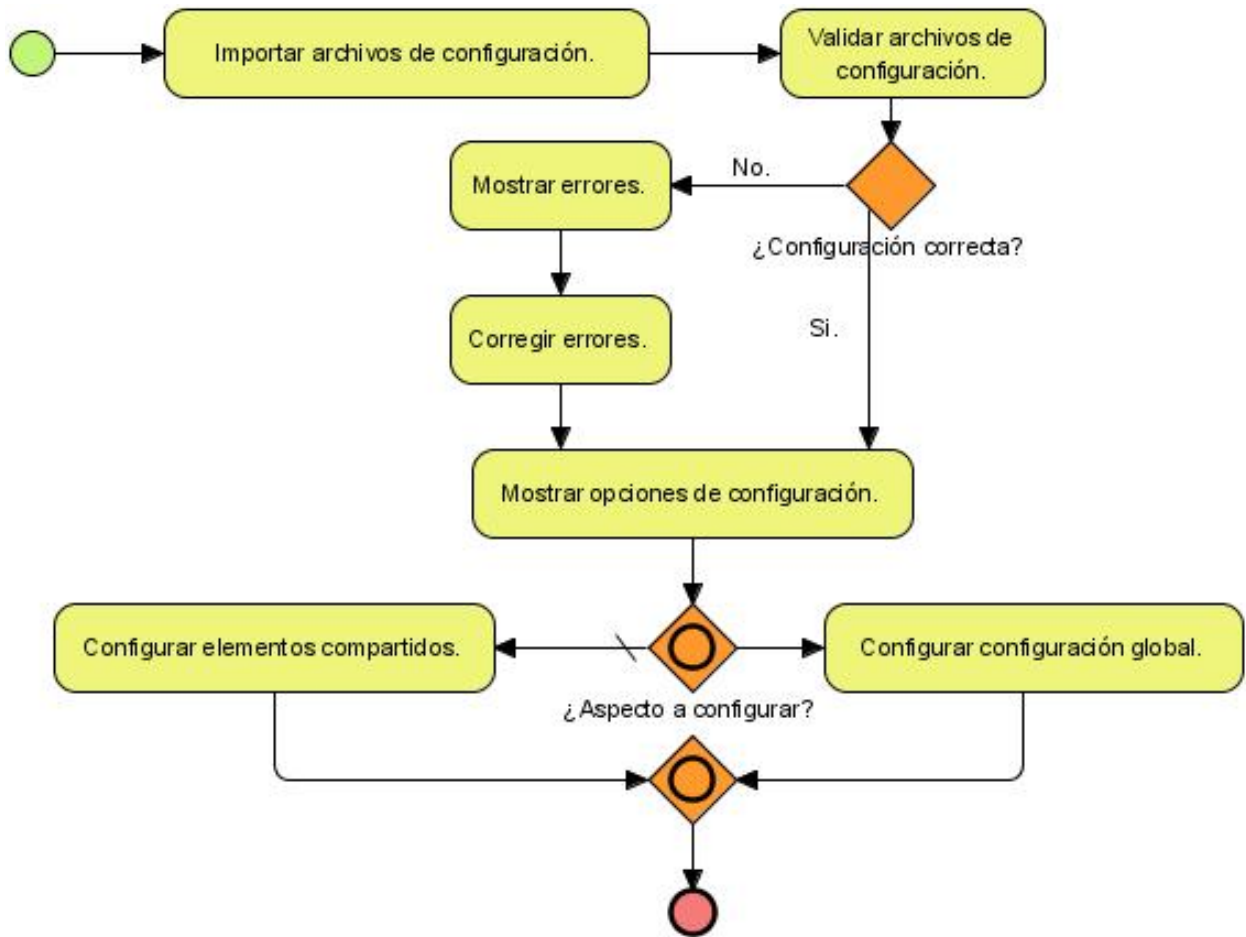 Importar archivos de configuración.
Validar archivos de
configuración.
No.
Mostrar errores.
¿Configuración correcta?
Si.
Corregir errores.
Mostrar opciones de configuración.
Configurar elementos compartidos.
Configurar configuración global.
¿Aspecto a configurar?